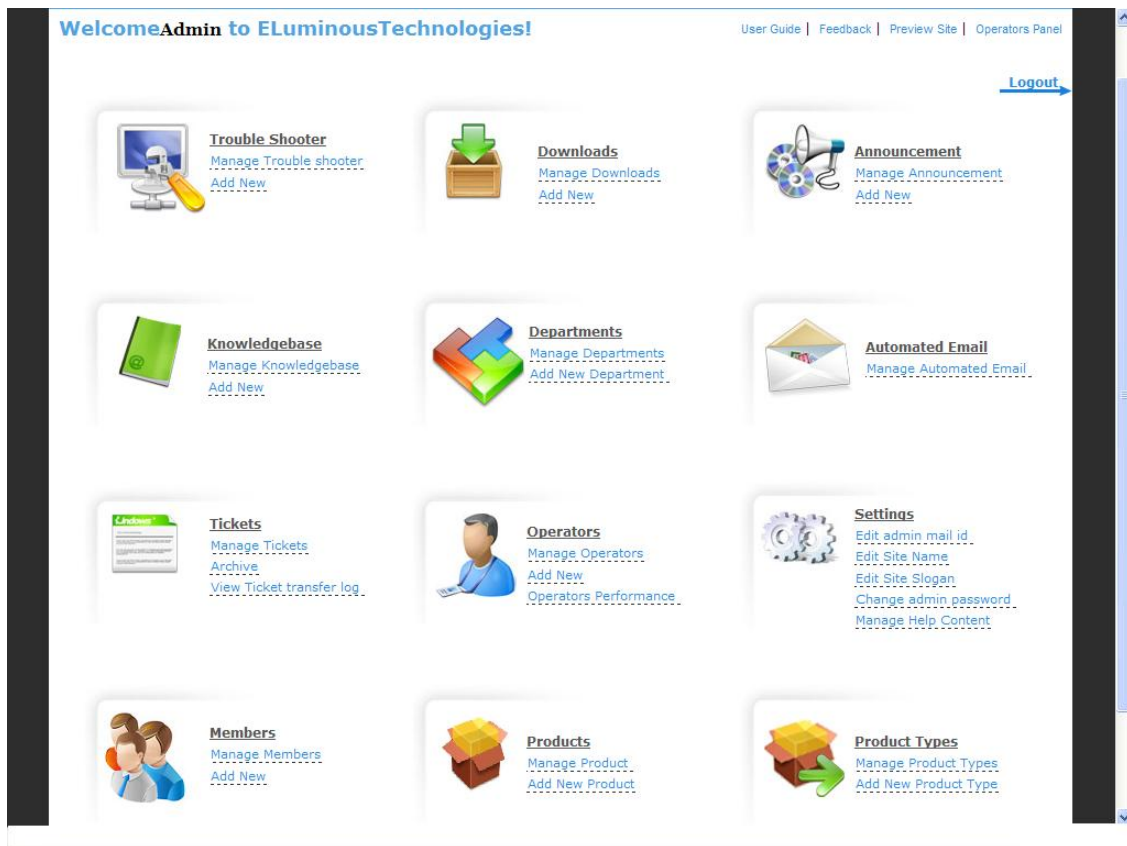 WelcomeAdmin to ELuminousTechnologies!
User Guide | Feedback | Preview Site | Operators Panel
Logout
Trouble Shooter
Manage Trouble shooter
Add New
Downloads
Manage Downloads
Add New
Announcement
Manage Announcement
Add New
Knowledgebase
Manage Knowledgebase
Add New
Departments
Manage Departments
Add New Department
Automated Email
Manage Automated Email
Tickets
Manage Tickets
Archive
View Ticket transfer log
Operators
Manage Operators
Add New
Operators Performance
Settings
Edit admin mail id
Edit Site Name
Edit Site Slogan
Change admin password
Manage Help Content
Members
Manage Members
Add New
Products
Manage Product
Add New Product
Product Types
Manage Product Types
Add New Product Type